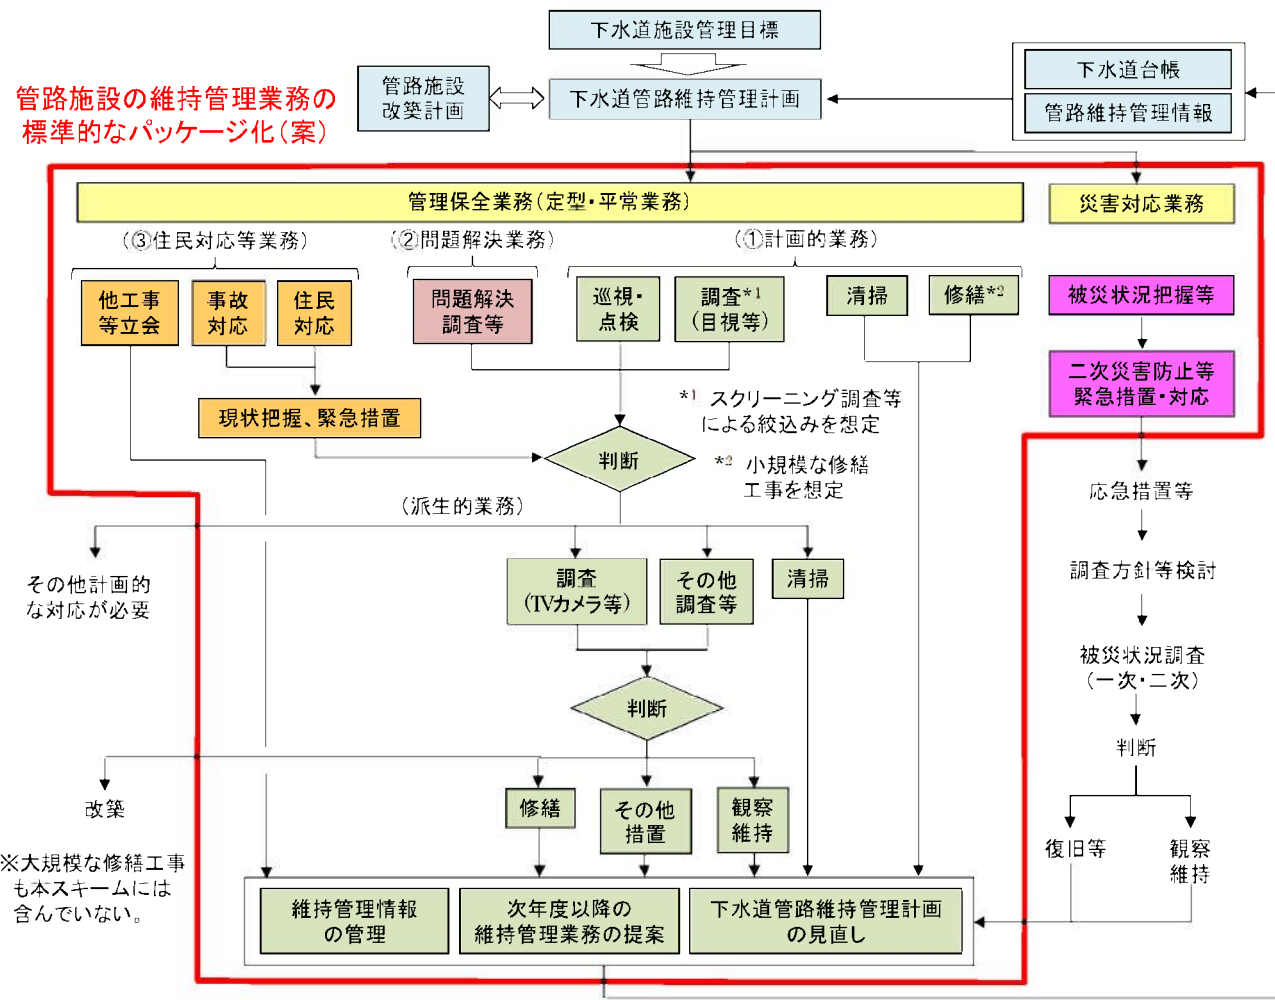 下水道施設管理目標
管路施設
改築計画
下水道管路維持管理計画
下水道台帳
管路維持管理情報
管路施設の維持管理業務の
標準的なパッケージ化(案)
管理保全業務(定型・平常業務)
災害対応業務
(③住民対応等業務)
(②問題解決業務)
(①計画的業務)
他工事
等立会
事故
対応
住民
対応
問題解決
調査等
巡視・
点検
調査*1
(目視等)
清掃
修繕*2
被災状況把握等
二次災害防止等
緊急措置・対応
現状把握、緊急措置
*1 スクリーニング調査等
による絞込みを想定
判断
*2 小規模な修繕
工事を想定
(派生的業務)
応急措置等
その他計画的
な対応が必要
調査
(TVカメラ等)
その他
調査等
清掃
調査方針等検討
被災状況調査
(一次・二次)
判断
判断
改築
修繕
その他
措置
観察
維持
復旧等
観察
維持
※大規模な修繕工事
も本スキームには
含んでいない。
維持管理情報
の管理
次年度以降の
維持管理業務の提案
下水道管路維持管理計画
の見直し